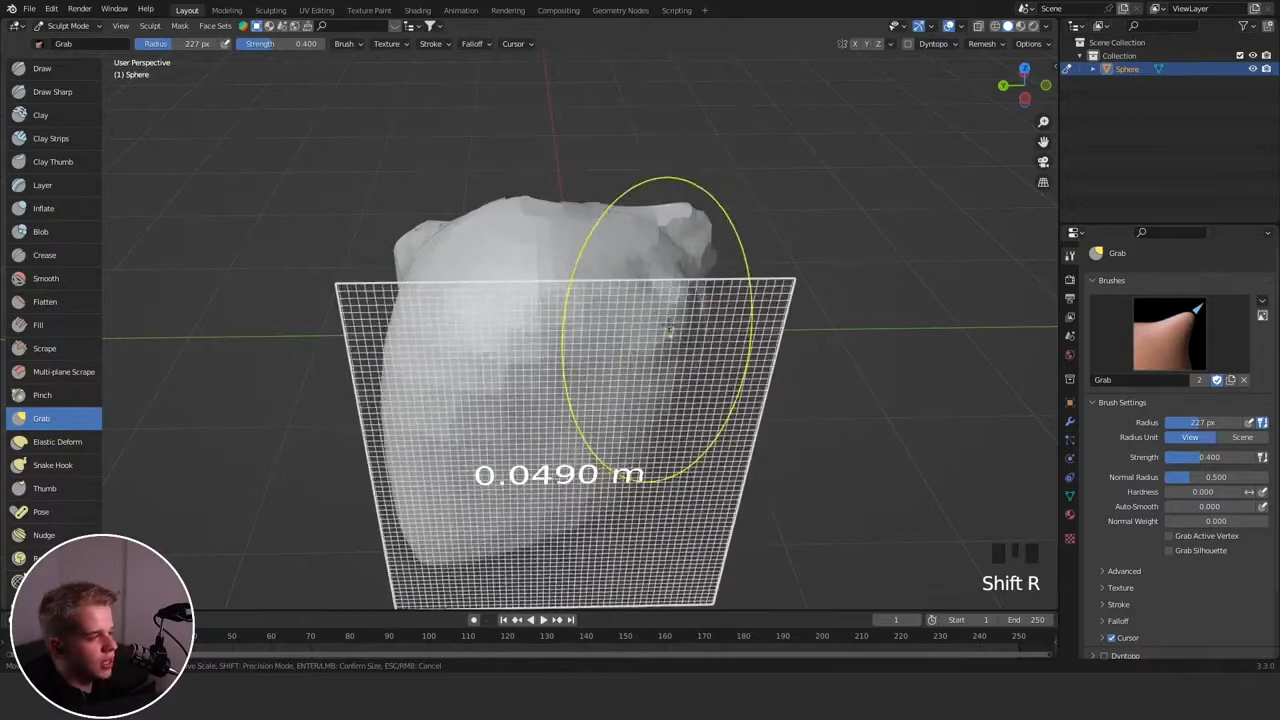 File Edit Render Window Help Layout Modeling Sculpting UV Editing Texture Paint Shading Animation Rendering Compositing Geometry Nodes Scripting + Scene ViewLayer
Sculpt Mode View Sculpt Mask Face Sets
Grab Radius 227 px Strength 0.400 Brush Texture Stroke Falloff Cursor X Y Z Dyntopo Remesh Options
Scene Collection
Collection
Sphere
User Perspective
(1) Sphere
Z
Y
Draw
Draw Sharp
Clay
Clay Strips
Clay Thumb
Layer
Inflate
Blob
Crease
Smooth
Flatten
Fill
Scrape
Multi-plane Scrape
Pinch
Grab
Elastic Deform
Snake Hook
Thumb
Pose
Nudge
0.0490 m
Shift R
Grab
Brushes
Grab 2
Brush Settings
Radius 227 px
Radius Unit View Scene
Strength 0.400
Normal Radius 0.500
Hardness 0.000
Auto-Smooth 0.000
Normal Weight 0.000
Grab Active Vertex
Grab Silhouette
Advanced
Texture
Stroke
Falloff
Cursor
Dyntopo
1 Start 1 End 250
50 60 70 80 90 100 110 120 130 140 150 160 170 180 190 200 210 220 230 240 250
Scale, SHIFT: Precision Mode, ENTER/LMB: Confirm Size, ESC/RMB: Cancel
3.3.0